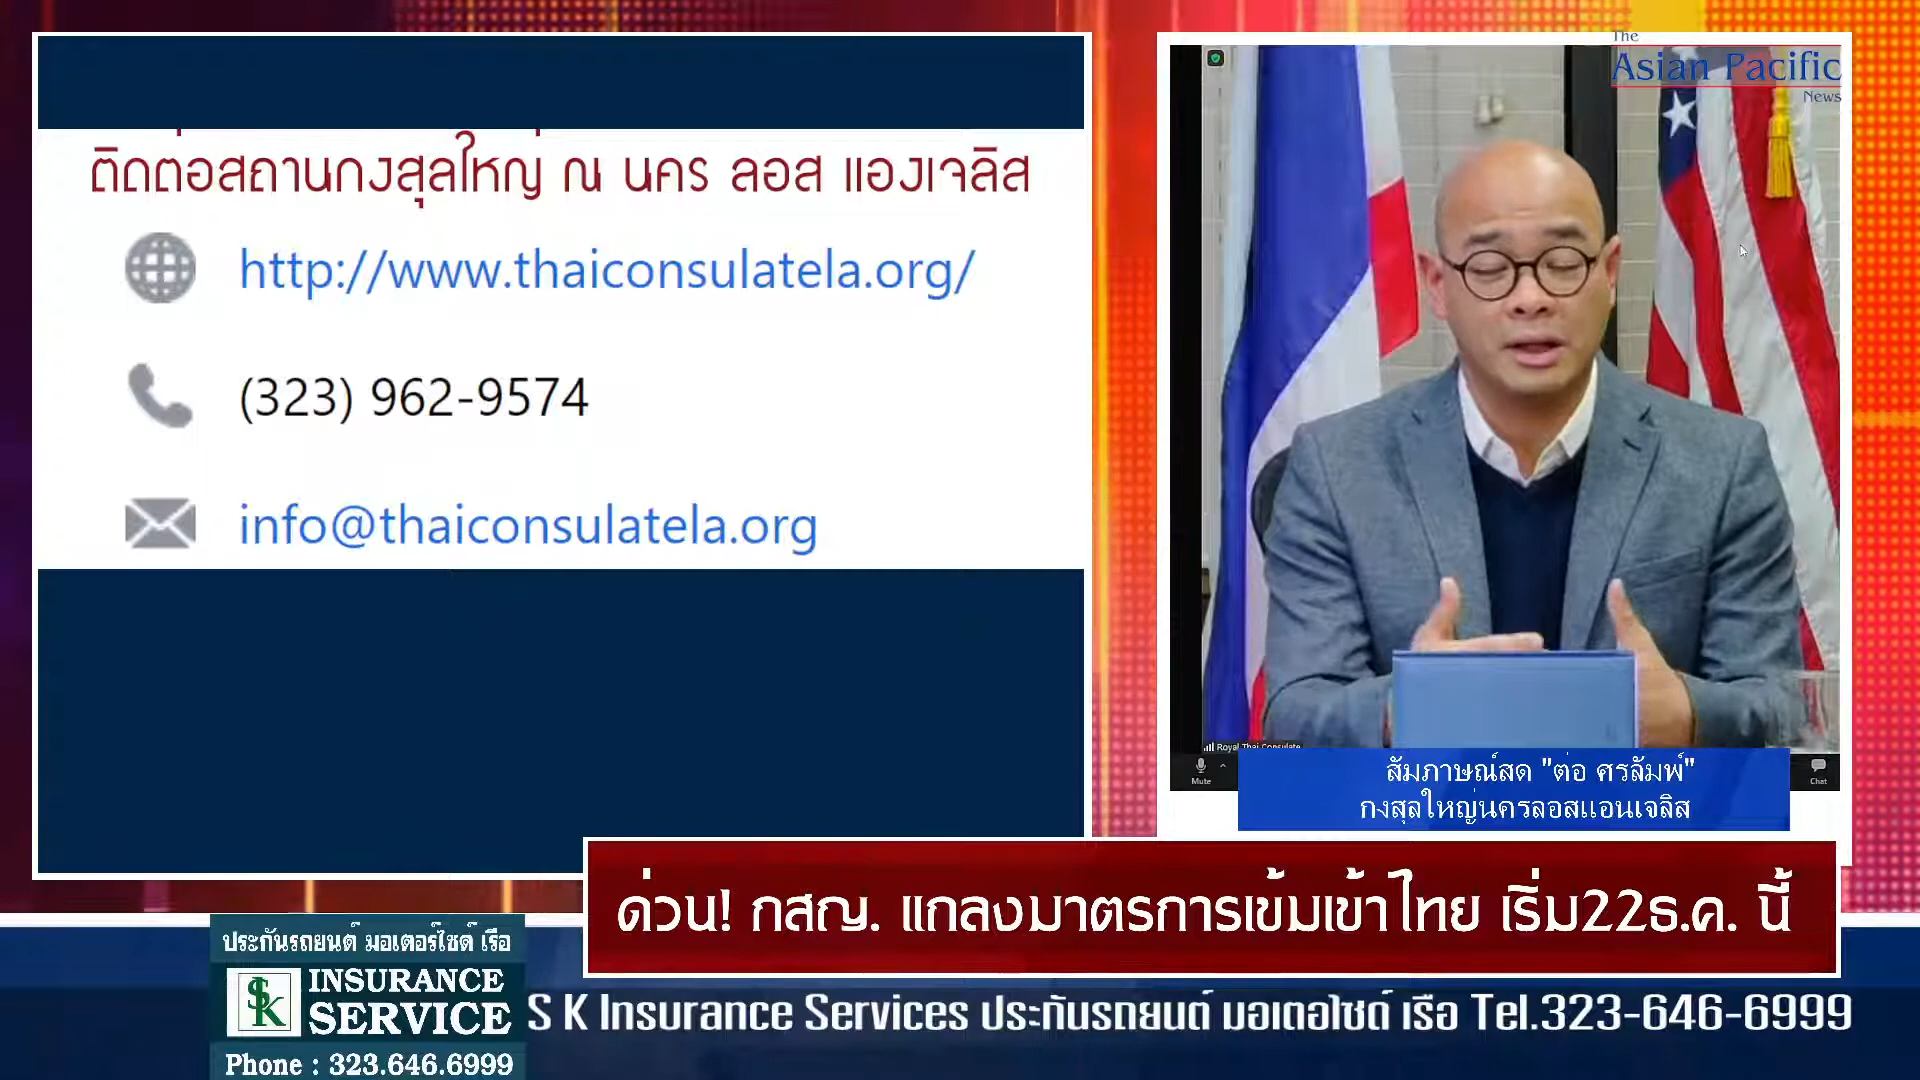 ติดต่อสถานกงสุลใหญ่ ณ นคร ลอส แองเจลิส
http://www.thaiconsulatela.org/
(323) 962-9574
info@thaiconsulatela.org
The
Asian Pacific
News
Royal Thai Consulate
Mute
Chat
สัมภาษณ์สด "ต่อ ศรลัมพ์"
กงสุลใหญ่นครลอสแอนเจลิส
ด่วน! กสญ. แถลงมาตรการเข้มเข้าไทย เริ่ม22ธ.ค. นี้
ประกันรถยนต์ มอเตอร์ไซด์ เรือ
SK INSURANCE
SERVICE
Phone : 323.646.6999
S K Insurance Services ประกันรถยนต์ มอเตอไซด์ เรือ Tel.323-646-6999